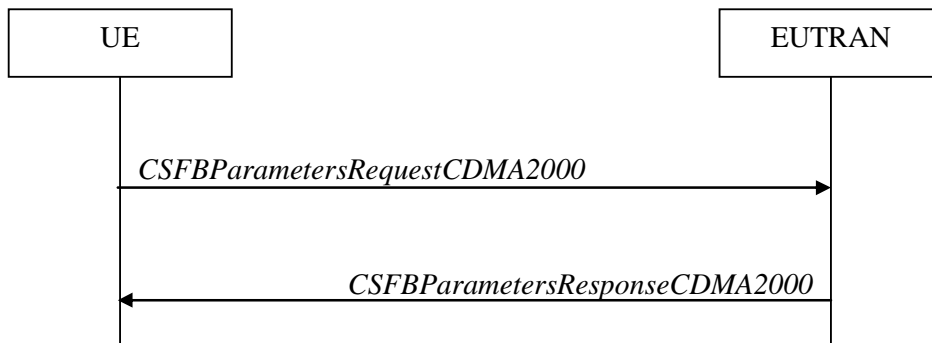 UE
EUTRAN
CSFBParametersRequestCDMA2000
CSFBParametersResponseCDMA2000